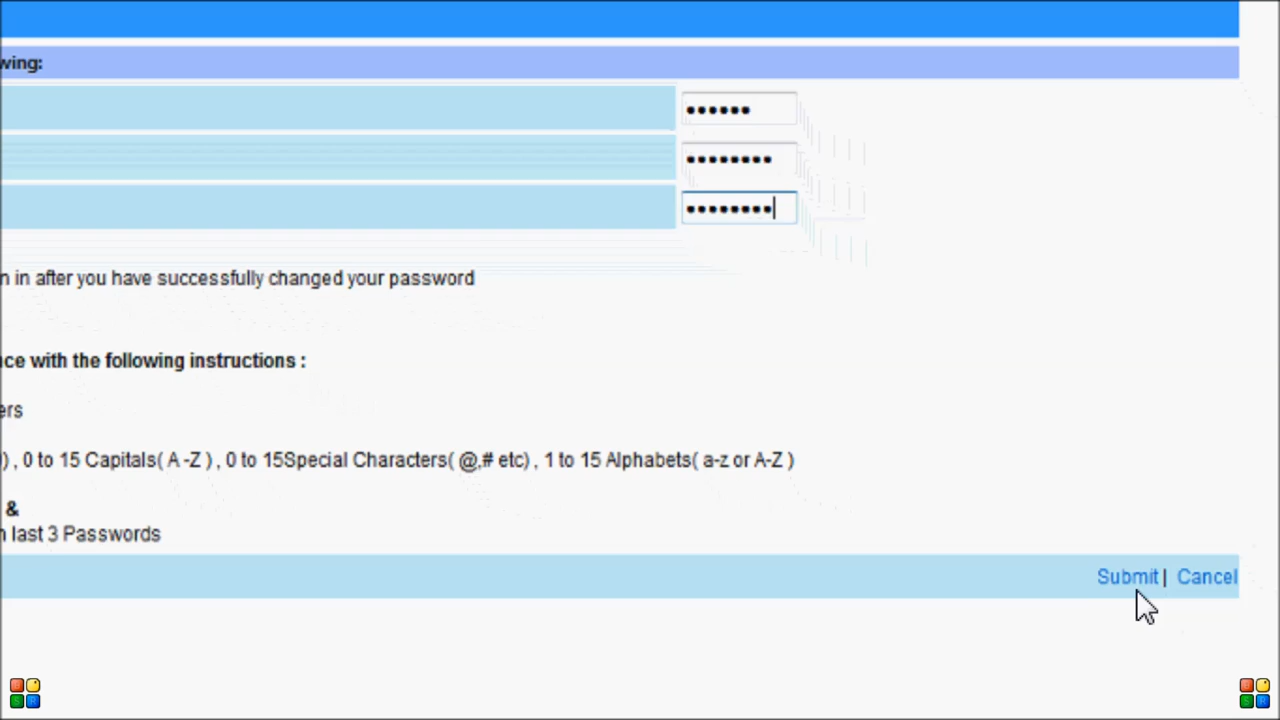 wing:
••••••
••••••••
••••••••
n in after you have successfully changed your password
ce with the following instructions :
ers
) , 0 to 15 Capitals( A -Z ) , 0 to 15Special Characters( @,# etc) , 1 to 15 Alphabets( a-z or A-Z )
&
last 3 Passwords
Submit | Cancel